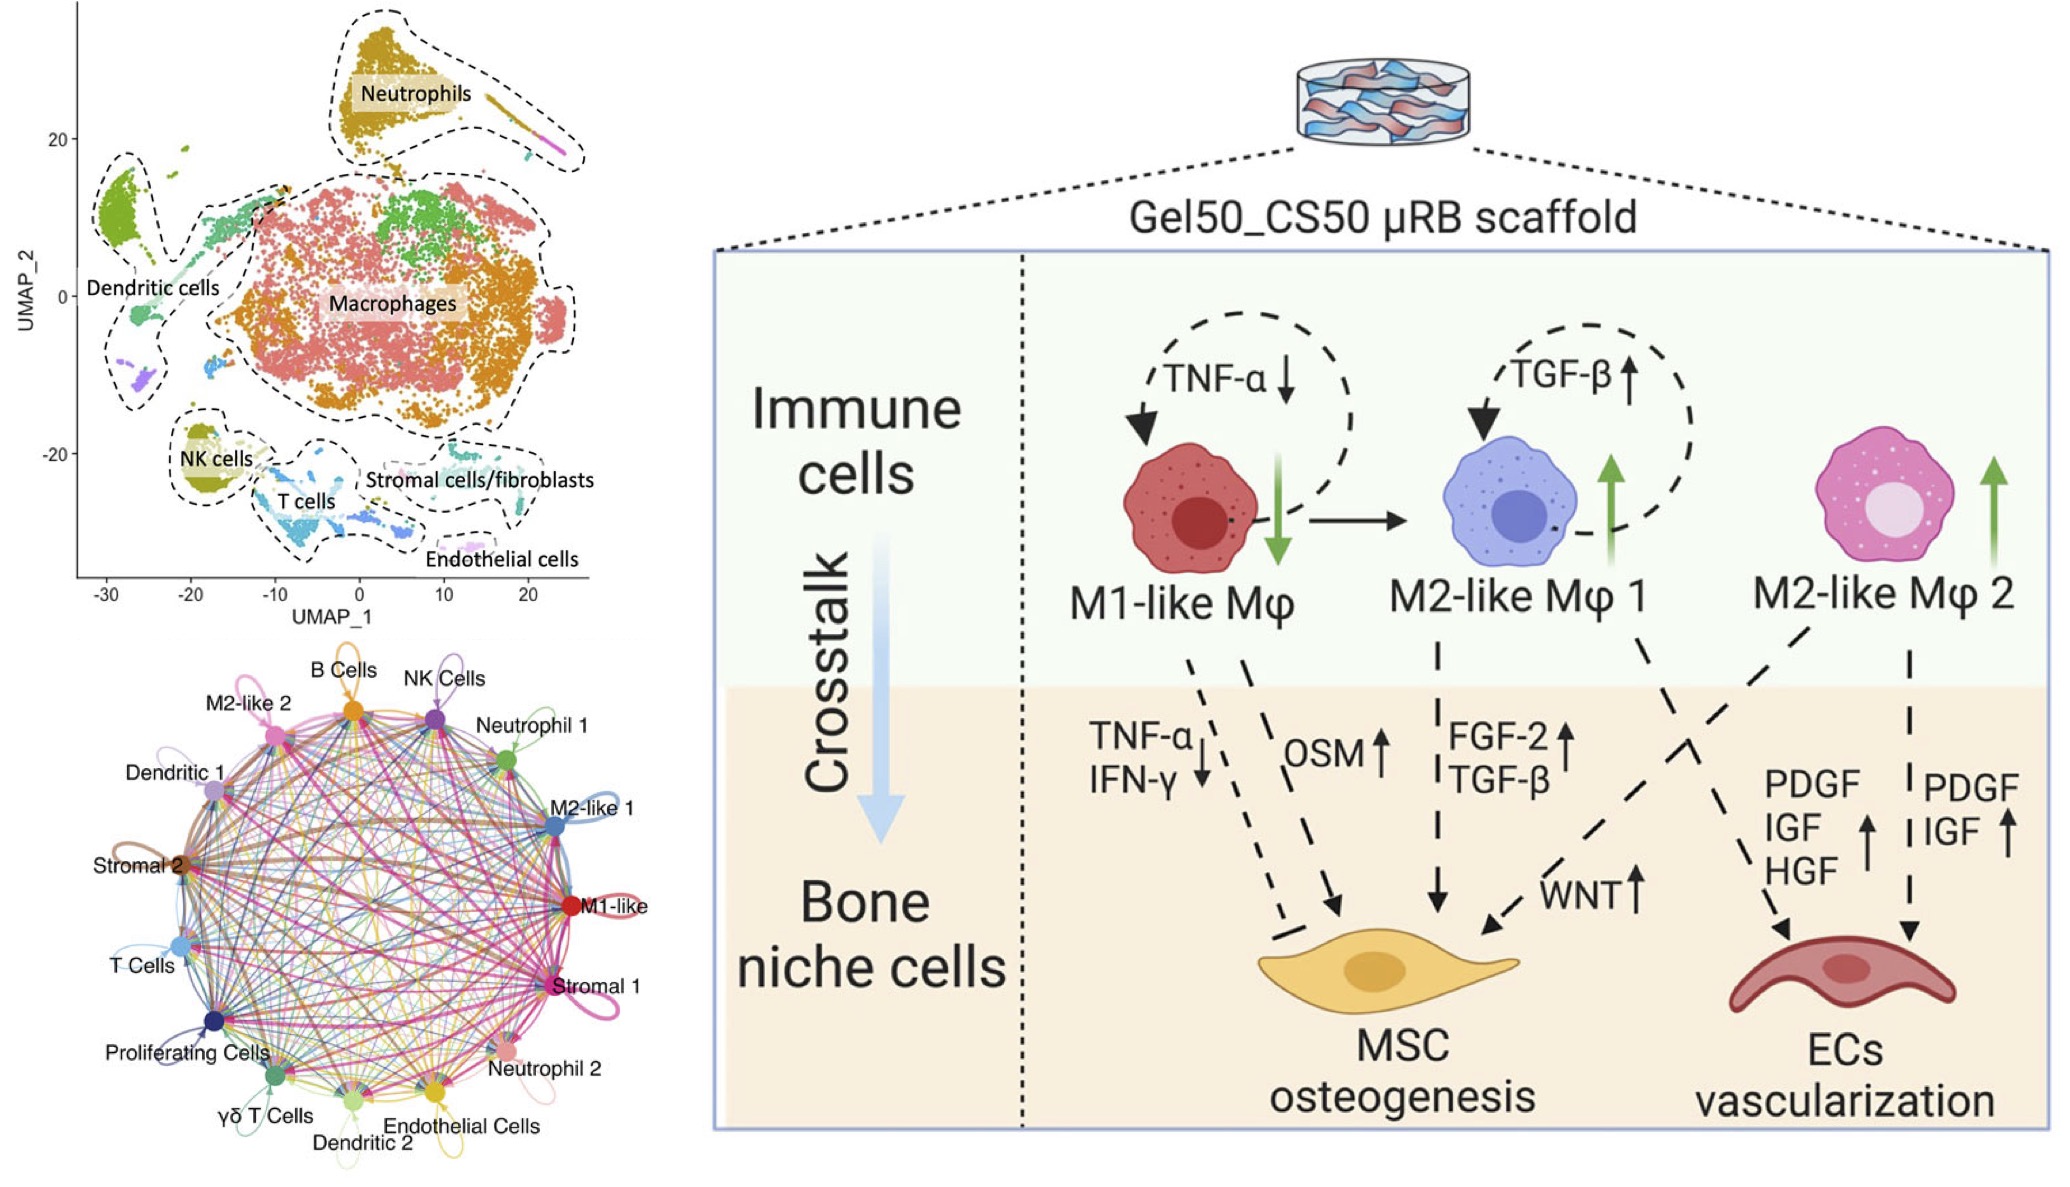 Neutrophils
Macrophages
Dendritic cells
NK cells
T cells
Stromal cells/fibroblasts
Endothelial cells
UMAP_2
20
0
-20
-30
-20
-10
0
10
20
UMAP_1
B Cells
NK Cells
M2-like 2
Neutrophil 1
Dendritic 1
M2-like 1
Stromal 2
M1-like
T Cells
Stromal 1
Proliferating Cells
Neutrophil 2
γδ T Cells
Endothelial Cells
Dendritic 2
Gel50_CS50 μRB scaffold
Immune
cells
Crosstalk
Bone
niche cells
TNF-α
TGF-β
M1-like Mφ
M2-like Mφ 1
M2-like Mφ 2
TNF-α
IFN-γ
OSM
FGF-2
TGF-β
WNT
PDGF
IGF
HGF
PDGF
IGF
MSC
osteogenesis
ECs
vascularization